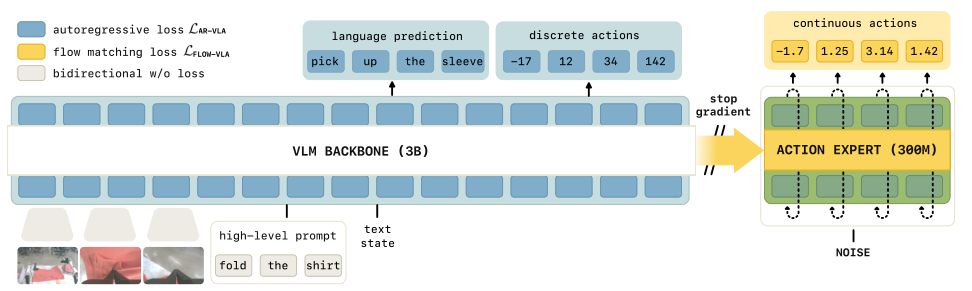 autoregressive loss ℒAR-VLA
flow matching loss ℒFLOW-VLA
bidirectional w/o loss
language prediction
pick up the sleeve
discrete actions
-17 12 34 142
continuous actions
-1.7 1.25 3.14 1.42
stop
gradient
VLM BACKBONE (3B)
ACTION EXPERT (300M)
high-level prompt
fold the shirt
text
state
NOISE